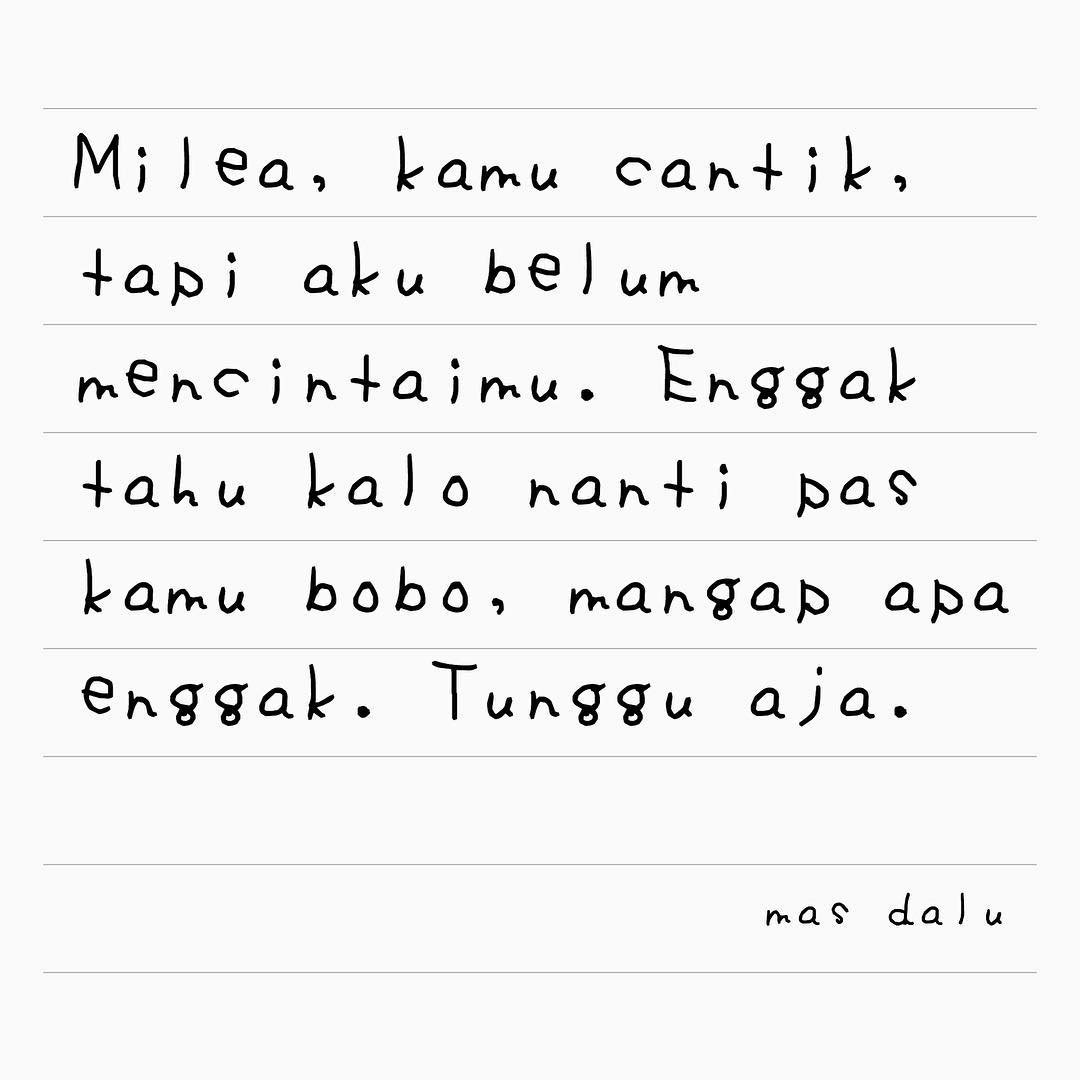 Milea, kamu cantik,
tapi aku belum
mencintaimu. Enggak
tahu kalo nanti pas
kamu bobo, mangap apa
enggak. Tunggu aja.
mas dalu